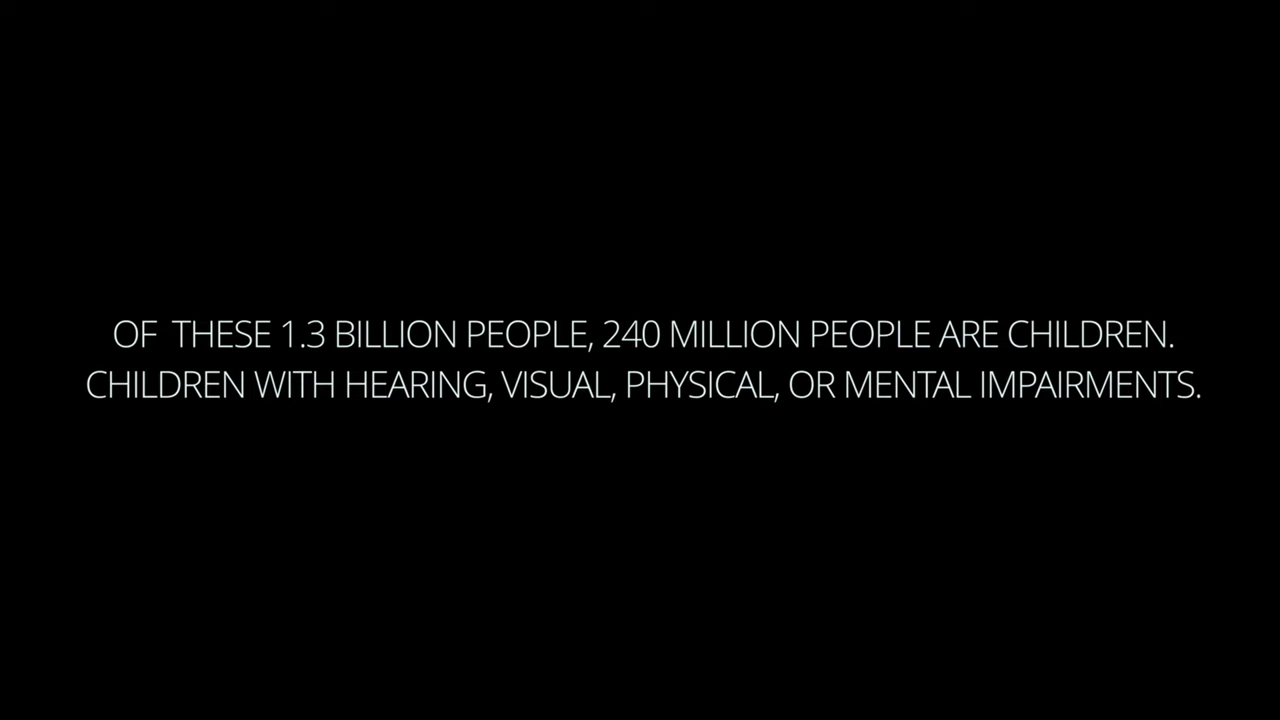 OF  THESE 1.3 BILLION PEOPLE, 240 MILLION PEOPLE ARE CHILDREN.
CHILDREN WITH HEARING, VISUAL, PHYSICAL, OR MENTAL IMPAIRMENTS.